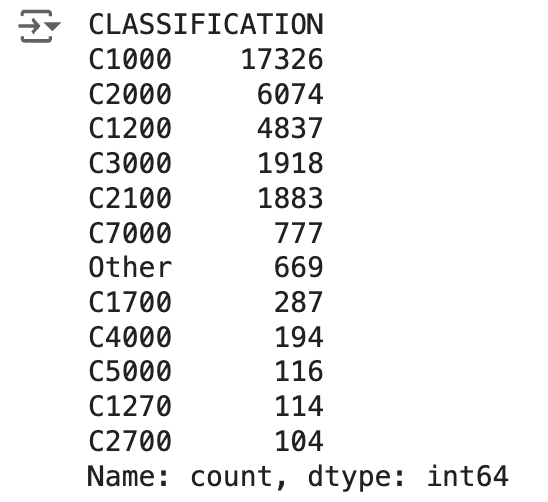 CLASSIFICATION
C1000    17326
C2000     6074
C1200     4837
C3000     1918
C2100     1883
C7000      777
Other      669
C1700      287
C4000      194
C5000      116
C1270      114
C2700      104
Name: count, dtype: int64